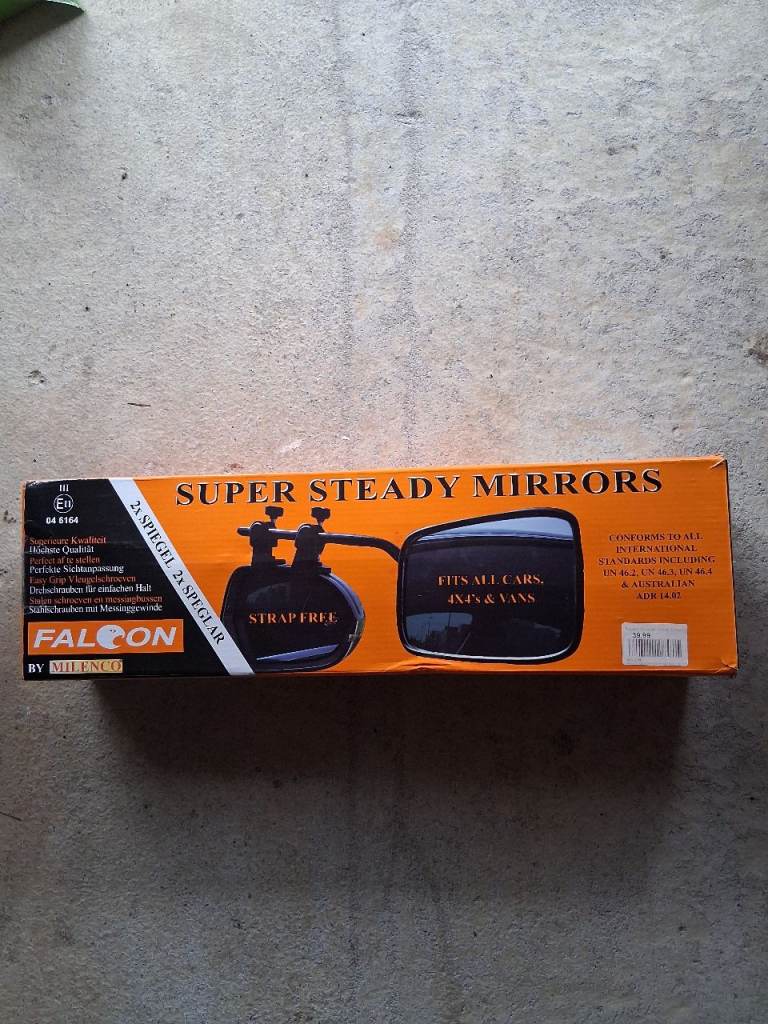 SUPER STEADY MIRRORS
III
E11
04 6164
Superieure Kwaliteit
Höchste Qualität
Perfect af te stellen
Perfekte Sichtanpassung
Easy Grip Vleugelschroeven
Drehschrauben für einfachen Halt
Stalen schroeven en messingbussen
Stahlschrauben mit Messinggewinde
FALCON
BY MILENCO
2x SPIEGEL 2x SPEGLAR
STRAP FREE
FITS ALL CARS,
4X4's & VANS
CONFORMS TO ALL
INTERNATIONAL
STANDARDS INCLUDING
UN 46.2, UN 46.3, UN 46.4
& AUSTRALIAN
ADR 14.02
39.99